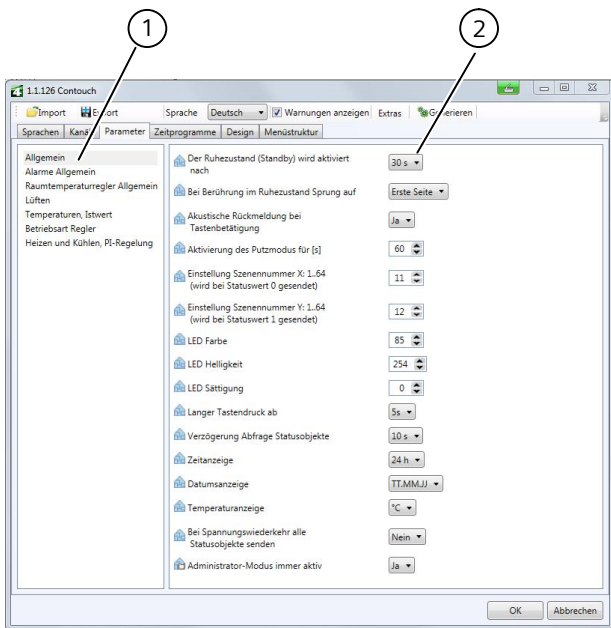 1
2
1.1.126 Contouch
Import Export Sprache Deutsch Warnungen anzeigen Extras Generieren
Sprachen Kanäle Parameter Zeitprogramme Design Menüstruktur
Allgemein
Alarme Allgemein
Raumtemperaturregler Allgemein
Lüften
Temperaturen, Istwert
Betriebsart Regler
Heizen und Kühlen, PI-Regelung
Der Ruhezustand (Standby) wird aktiviert
nach
30 s
Bei Berührung im Ruhezustand Sprung auf Erste Seite
Akustische Rückmeldung bei
Tastenbetätigung
Ja
Aktivierung des Putzmodus für [s] 60
Einstellung Szenennummer X: 1..64
(wird bei Statuswert 0 gesendet)
11
Einstellung Szenennummer Y: 1..64
(wird bei Statuswert 1 gesendet)
12
LED Farbe 85
LED Helligkeit 254
LED Sättigung 0
Langer Tastendruck ab 5s
Verzögerung Abfrage Statusobjekte 10 s
Zeitanzeige 24 h
Datumsanzeige TT.MM.JJ
Temperaturanzeige °C
Bei Spannungswiederkehr alle
Statusobjekte senden
Nein
Administrator-Modus immer aktiv Ja
OK Abbrechen